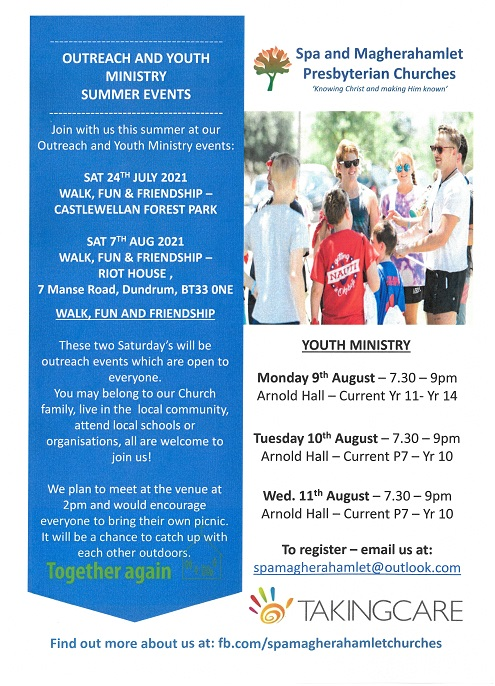 OUTREACH AND YOUTH
MINISTRY
SUMMER EVENTS
Join with us this summer at our
Outreach and Youth Ministry events:
SAT 24TH JULY 2021
WALK, FUN & FRIENDSHIP –
CASTLEWELLAN FOREST PARK
SAT 7TH AUG 2021
WALK, FUN & FRIENDSHIP –
RIOT HOUSE ,
7 Manse Road, Dundrum, BT33 0NE
WALK, FUN AND FRIENDSHIP
These two Saturday's will be
outreach events which are open to
everyone.
You may belong to our Church
family, live in the local community,
attend local schools or
organisations, all are welcome to
join us!
We plan to meet at the venue at
2pm and would encourage
everyone to bring their own picnic.
It will be a chance to catch up with
each other outdoors.
Together again
Spa and Magherahamlet
Presbyterian Churches
'Knowing Christ and making Him known'
NAUTI
YOUTH MINISTRY
Monday 9th August – 7.30 – 9pm
Arnold Hall – Current Yr 11- Yr 14
Tuesday 10th August – 7.30 – 9pm
Arnold Hall – Current P7 – Yr 10
Wed. 11th August – 7.30 – 9pm
Arnold Hall – Current P7 – Yr 10
To register – email us at:
spamagherahamlet@outlook.com
TAKINGCARE
Find out more about us at: fb.com/spamagherahamletchurches